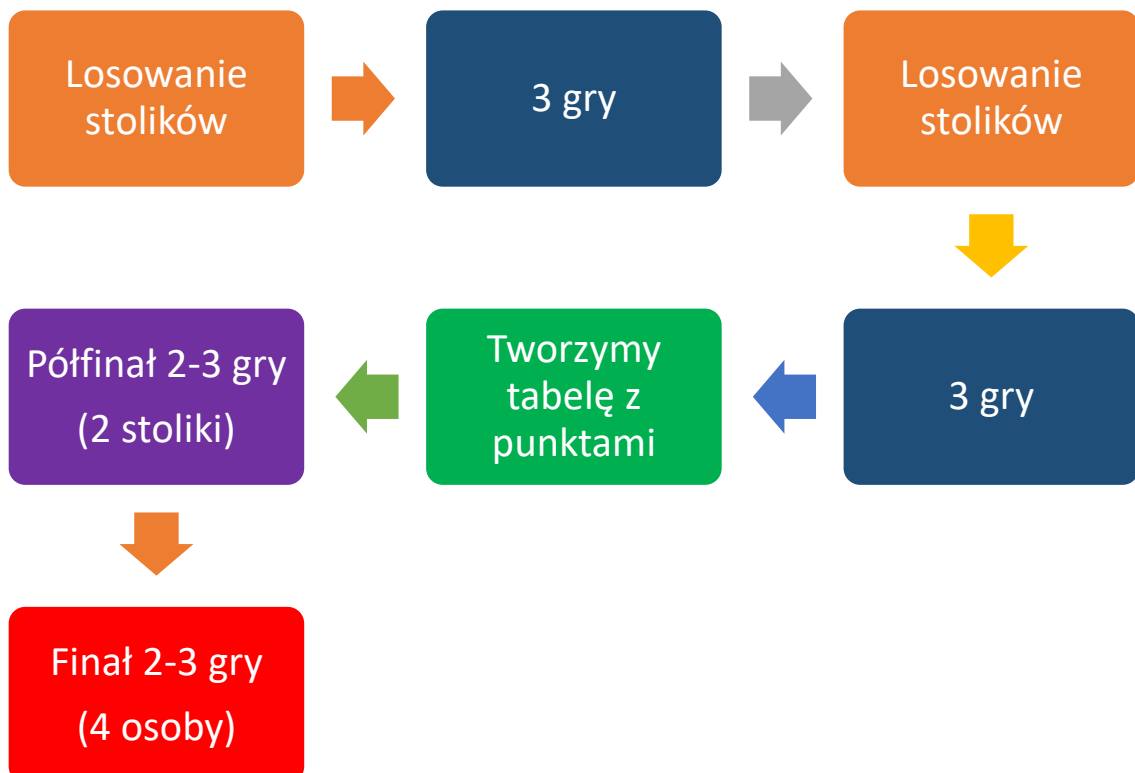 Losowanie
stolików
3 gry
Losowanie
stolików
3 gry
Tworzymy
tabelę z
punktami
Półfinał 2-3 gry
(2 stoliki)
Finał 2-3 gry
(4 osoby)